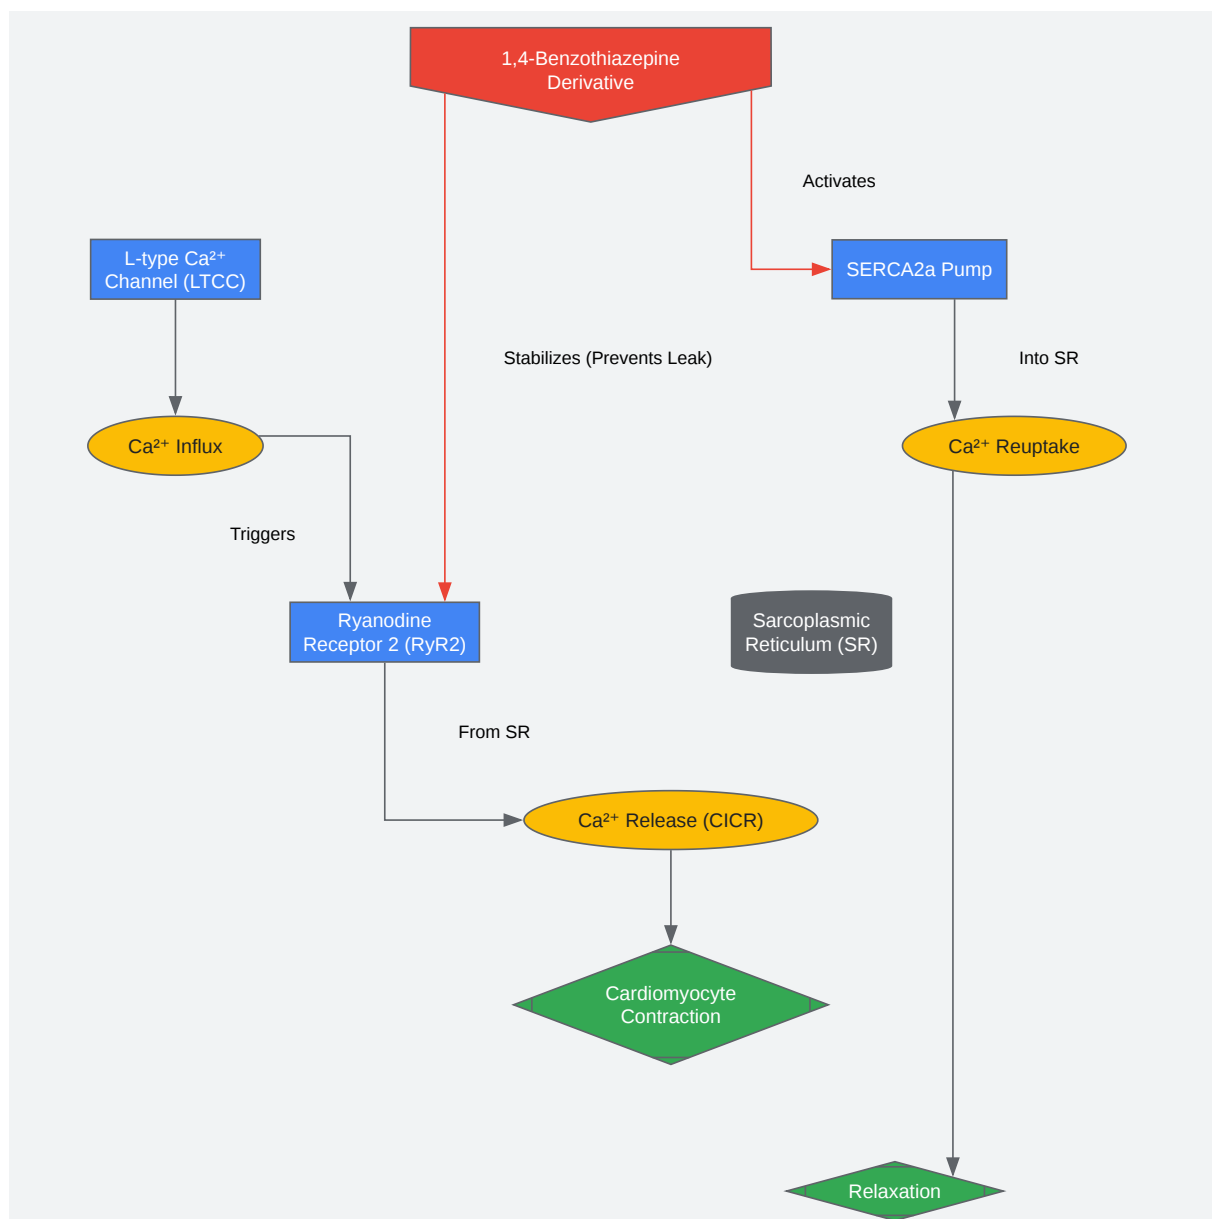 1,4-Benzothiazepine
Derivative
Activates
L-type Ca²⁺
Channel (LTCC)
SERCA2a Pump
Stabilizes (Prevents Leak)
Into SR
Ca²⁺ Influx
Ca²⁺ Reuptake
Triggers
Ryanodine
Receptor 2 (RyR2)
Sarcoplasmic
Reticulum (SR)
From SR
Ca²⁺ Release (CICR)
Cardiomyocyte
Contraction
Relaxation